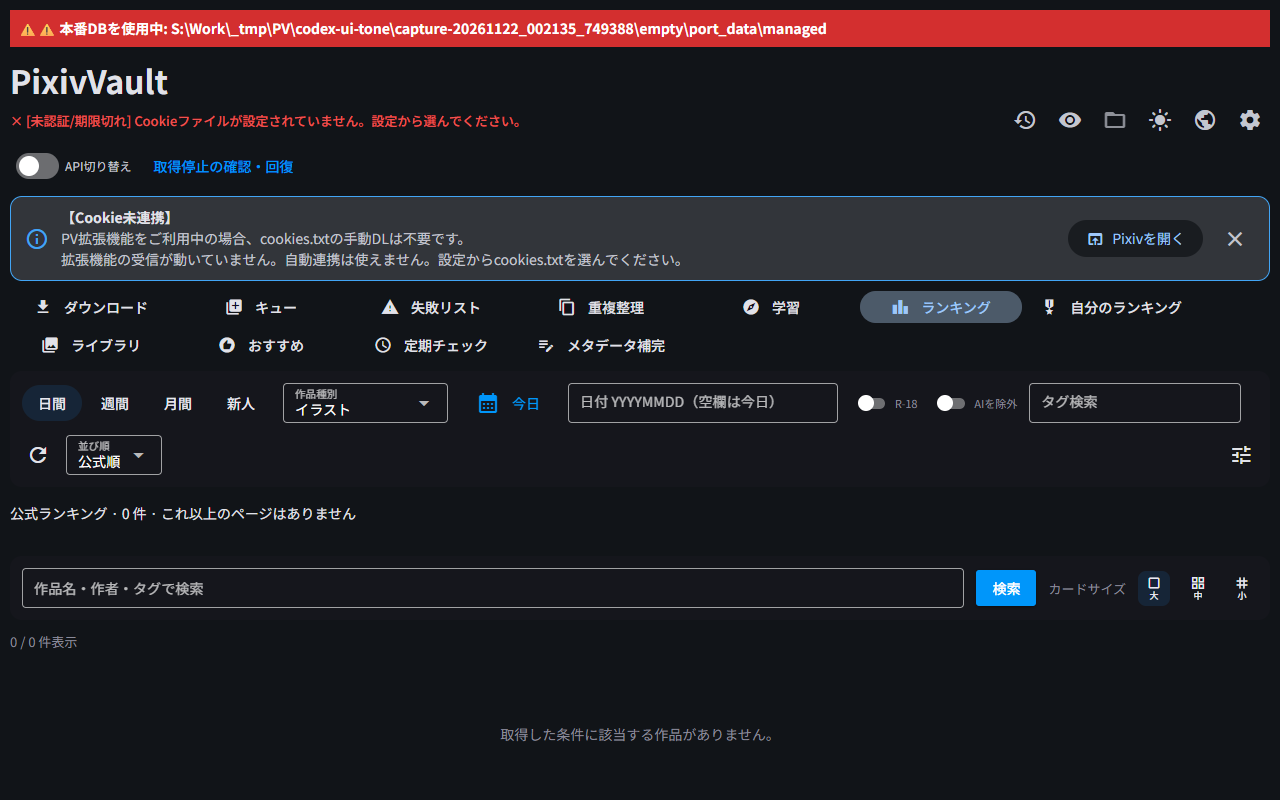 ⚠⚠ 本番DBを使用中: S:\Work\_tmp\PV\codex-ui-tone\capture-20261122_002135_749388\empty\port_data\managed
PixivVault
× [未認証/期限切れ] Cookieファイルが設定されていません。設定から選んでください。
API切り替え 取得停止の確認・回復
【Cookie未連携】
PV拡張機能をご利用中の場合、cookies.txtの手動DLは不要です。
拡張機能の受信が動いていません。自動連携は使えません。設定からcookies.txtを選んでください。
Pixivを開く
ダウンロード キュー 失敗リスト 重複整理 学習 ランキング 自分のランキング
ライブラリ おすすめ 定期チェック メタデータ補完
日間 週間 月間 新人 作品種別 イラスト 今日 日付 YYYYMMDD（空欄は今日） R-18 AIを除外 タグ検索
並び順
公式順
公式ランキング · 0 件 · これ以上のページはありません
作品名・作者・タグで検索 検索 カードサイズ 大 中 小
0 / 0 件表示
取得した条件に該当する作品がありません。